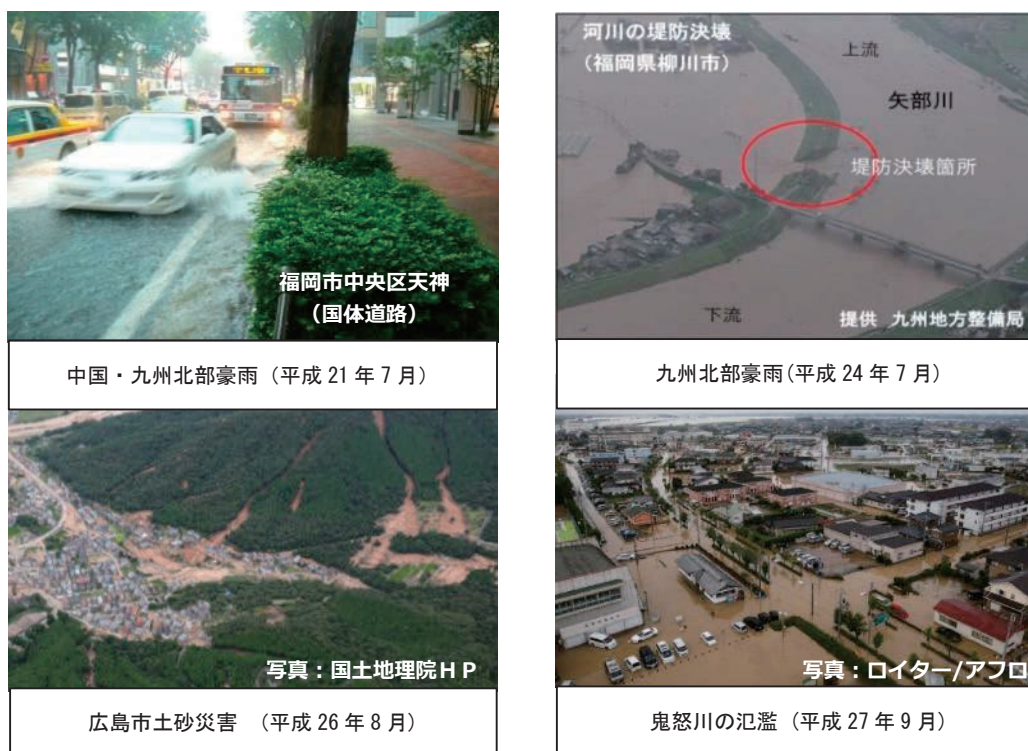 福岡市中央区天神
（国体道路）
中国・九州北部豪雨（平成 21 年 7 月）
河川の堤防決壊
（福岡県柳川市）
上流
矢部川
堤防決壊箇所
下流
提供 九州地方整備局
九州北部豪雨(平成 24 年 7 月)
写真：国土地理院ＨＰ
広島市土砂災害 （平成 26 年 8 月）
写真：ロイター/アフロ
鬼怒川の氾濫（平成 27 年 9 月）